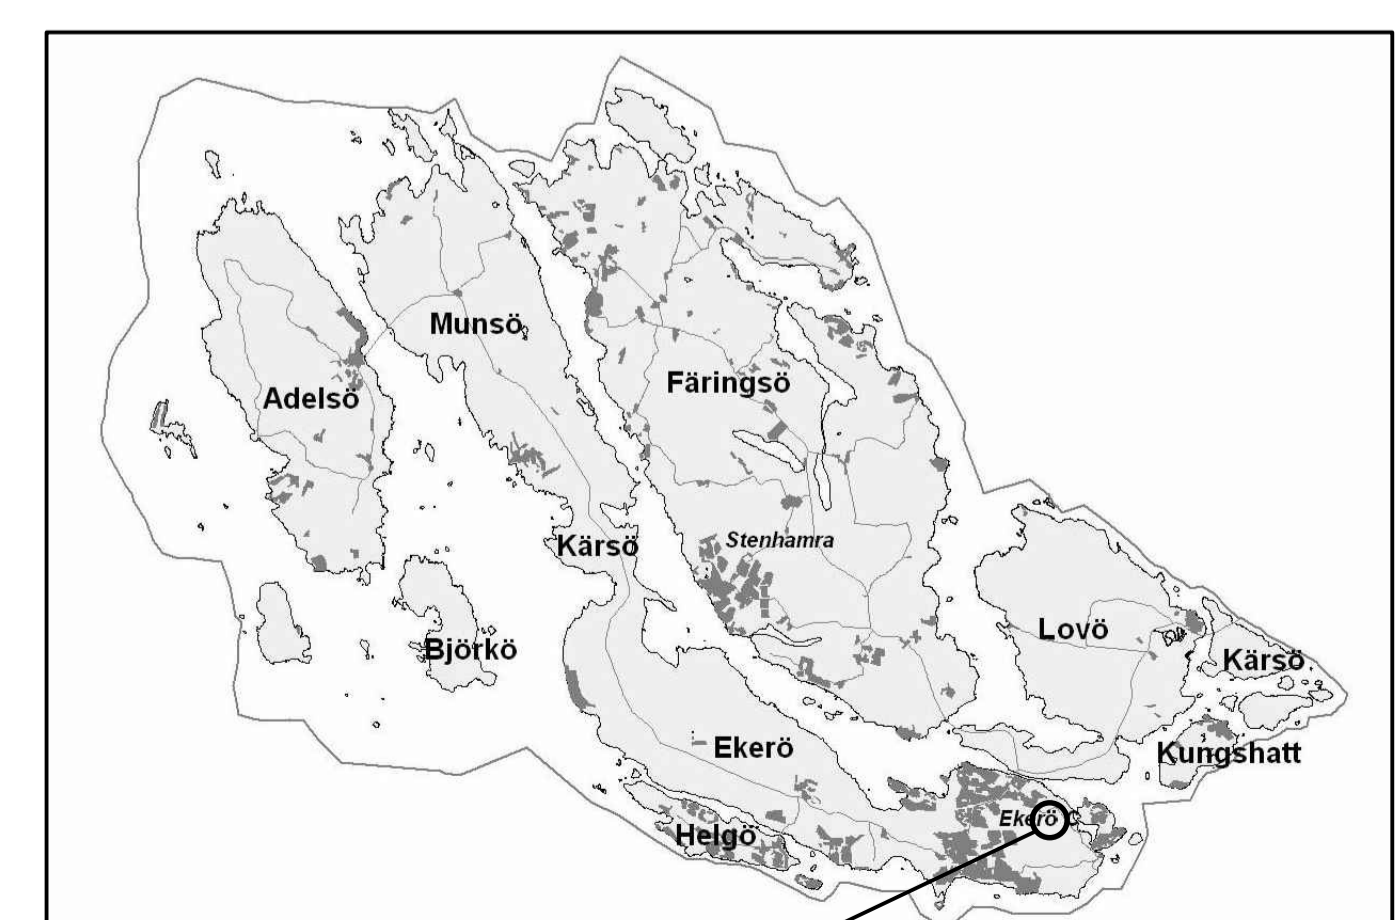 Munsö
Färingsö
Adelsö
Stenhamra
Kärsö
Lovö
Björkö
Kärsö
Ekerö
Kungshatt
Ekerö C
Helgö